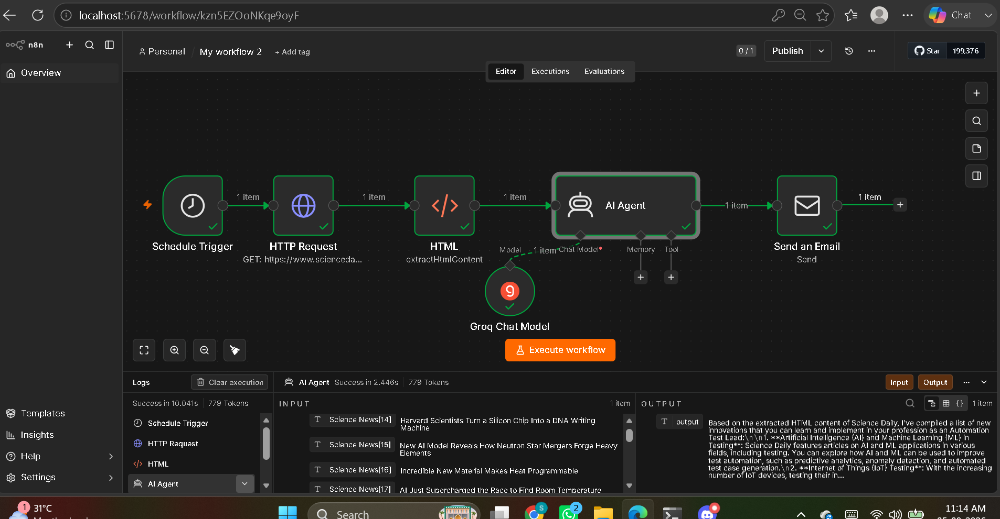 localhost:5678/workflow/kzn5EZOoNKqe9oyF
Chat
n8n
Personal / My workflow 2 + Add tag
0 / 1
Publish
Star 199,376
Overview
Editor Executions Evaluations
1 item
1 item
1 item
1 item
1 item
AI Agent
Schedule Trigger
HTTP Request
GET: https://www.scienceda...
HTML
extractHtmlContent
Model
1 item
Chat Model*
Memory
Tool
Send an Email
Send
Groq Chat Model
Execute workflow
Templates
Insights
Help
Settings
Logs
Clear execution
Success in 10.041s 779 Tokens
Schedule Trigger
HTTP Request
HTML
AI Agent
AI Agent Success in 2.446s 779 Tokens
Input Output
INPUT 1 item
T Science News[14] Harvard Scientists Turn a Silicon Chip Into a DNA Writing
Machine
T Science News[15] New AI Model Reveals How Neutron Star Mergers Forge Heavy
Elements
T Science News[16] Incredible New Material Makes Heat Programmable
T Science News[17] AI Just Supercharged the Race to Find Room Temperature
OUTPUT 1 item
T output
Based on the extracted HTML content of Science Daily, I've compiled a list of new
innovations that you can learn and implement in your profession as an Automation
Test Lead:\n\n1. **Artificial Intelligence (AI) and Machine Learning (ML) in
Testing**: Science Daily features articles on AI and ML applications in various
fields, including testing. You can explore how AI and ML can be used to improve
test automation, such as predictive analytics, anomaly detection, and automated
test case generation.\n2. **Internet of Things (IoT) Testing**: With the increasing
number of IoT devices, testing their in...
1
31°C
Search
S
2
11:14 AM